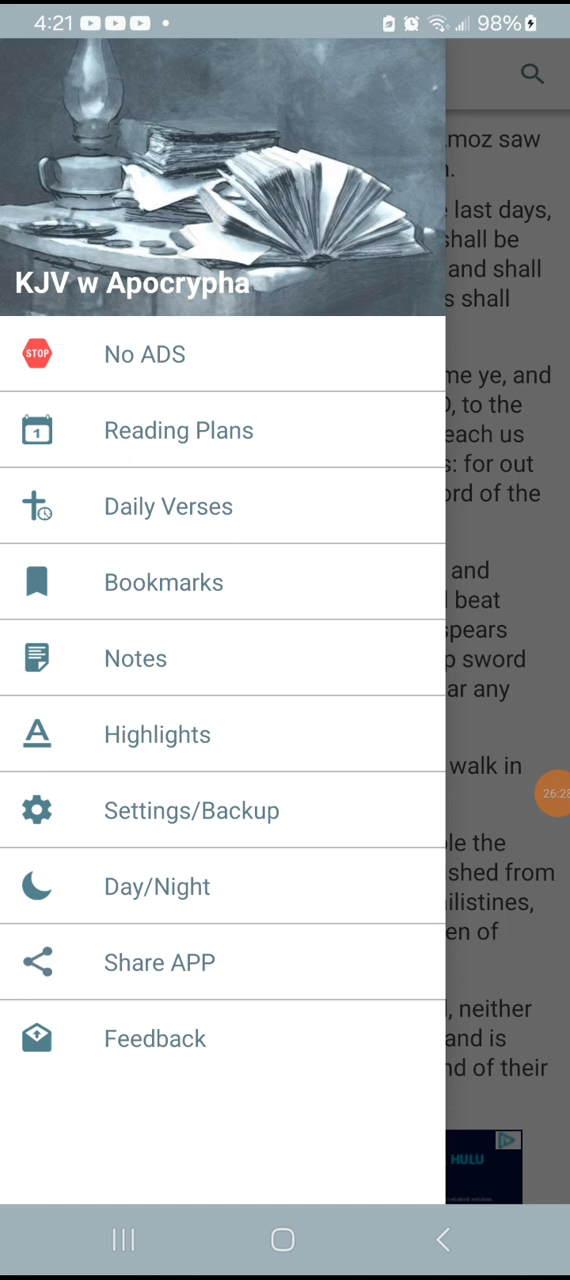 4:21
98%
KJV w Apocrypha
STOP
No ADS
1
Reading Plans
Daily Verses
Bookmarks
Notes
A
Highlights
Settings/Backup
Day/Night
Share APP
Feedback
moz saw
last days,
shall be
and shall
s shall
me ye, and
, to the
each us
s: for out
ord of the
and
beat
spears
sword
ar any
walk in
26:28
le the
shed from
ilistines,
en of
, neither
and is
nd of their
HULU